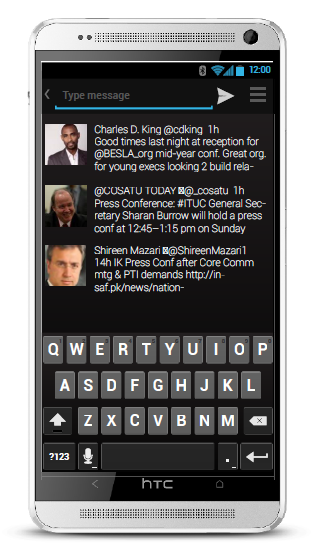 12:00
Type message
Charles D. King @cdking 1h
Good times last night at reception for
@BESLA_org mid-year conf. Great org.
for young execs looking 2 build rela-
@COSATU TODAY @_cosatu 1h
Press Conference: #ITUC General Sec-
retary Sharan Burrow will hold a press
conf at 12:45–1:15 pm on Sunday
Shireen Mazari @ShireenMazari1
14h IK Press Conf after Core Comm
mtg & PTI demands http://in-
saf.pk/news/nation-
Q W E R T Y U I O P
A S D F G H J K L
Z X C V B N M
?123 .
hTC